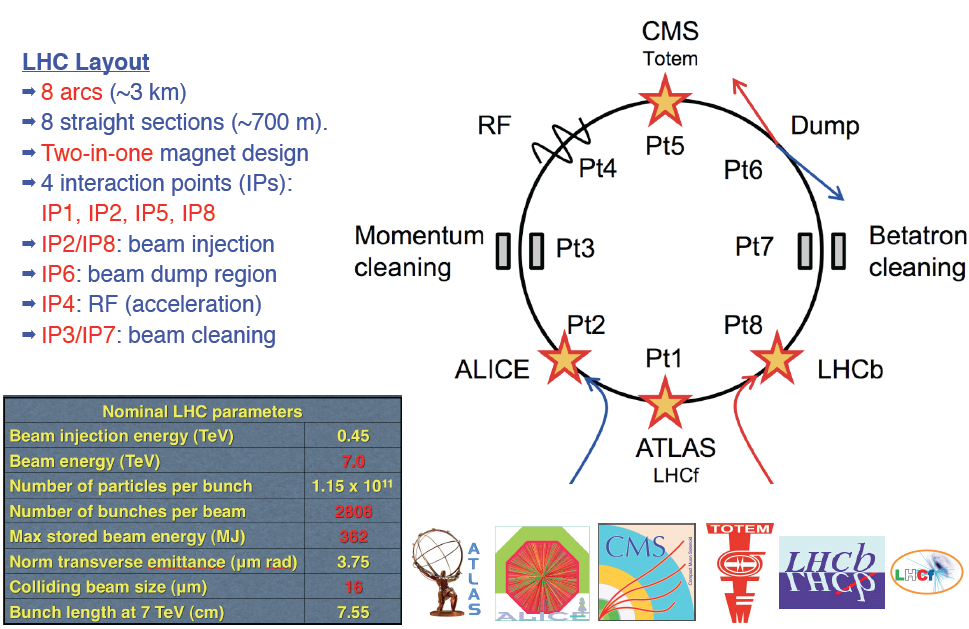 LHC Layout
➡ 8 arcs (~3 km)
➡ 8 straight sections (~700 m).
➡ Two-in-one magnet design
➡ 4 interaction points (IPs):
IP1, IP2, IP5, IP8
➡ IP2/IP8: beam injection
➡ IP6: beam dump region
➡ IP4: RF (acceleration)
➡ IP3/IP7: beam cleaning
CMS
Totem
RF
Dump
Pt5
Pt4
Pt6
Momentum
cleaning
Pt3
Pt7
Betatron
cleaning
Pt2
Pt8
ALICE
Pt1
LHCb
ATLAS
LHCf
Nominal LHC parameters
Beam injection energy (TeV) 0.45
Beam energy (TeV) 7.0
Number of particles per bunch 1.15 x 10¹¹
Number of bunches per beam 2808
Max stored beam energy (MJ) 362
Norm transverse emittance (μm rad) 3.75
Colliding beam size (μm) 16
Bunch length at 7 TeV (cm) 7.55
ATLAS
ALICE
CMS
Compact Muon Solenoid
TOTEM
LHCb
LHCb
LHCf